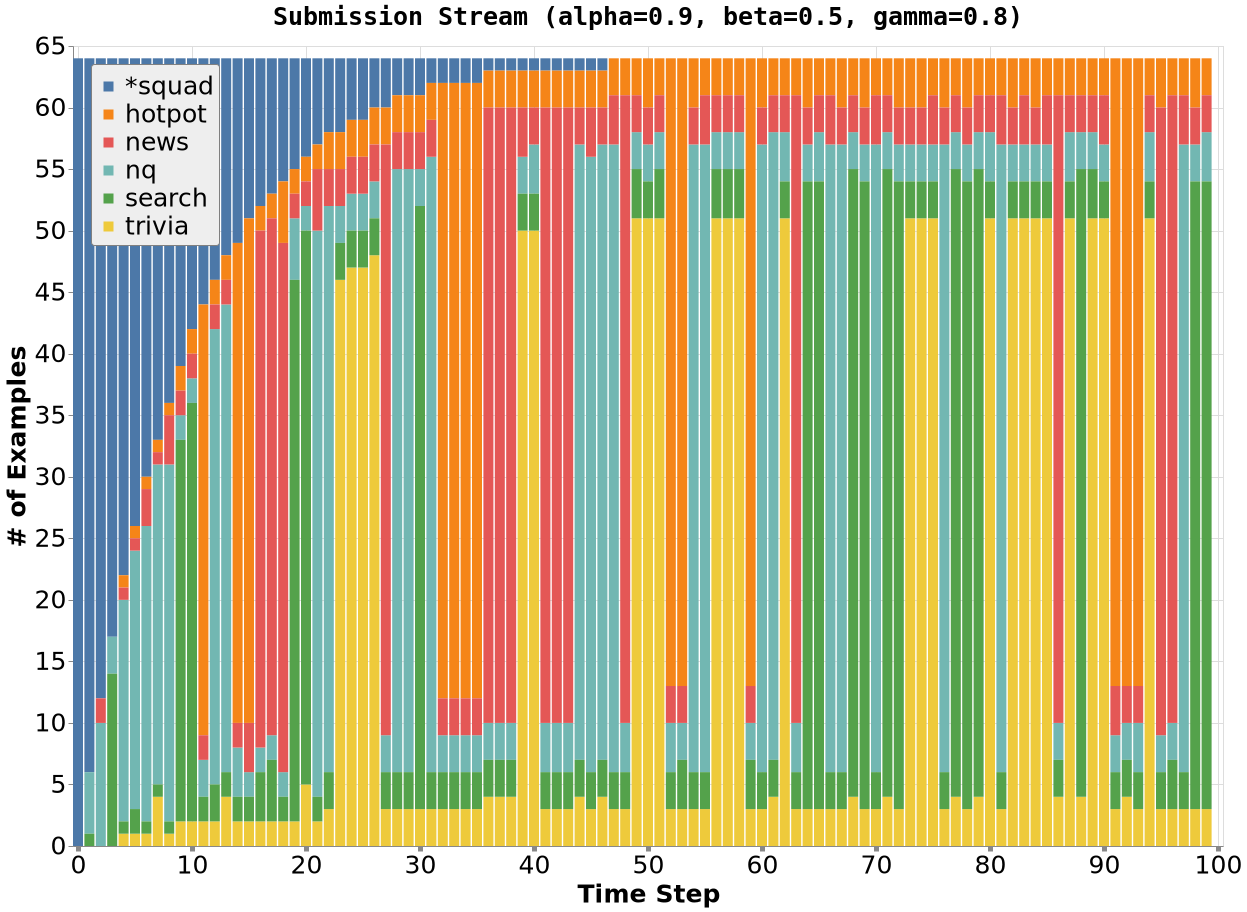 Submission Stream (alpha=0.9, beta=0.5, gamma=0.8)
65
60
55
50
45
40
35
30
25
20
15
10
5
0
# of Examples
*squad
hotpot
news
nq
search
trivia
0 10 20 30 40 50 60 70 80 90 100
Time Step